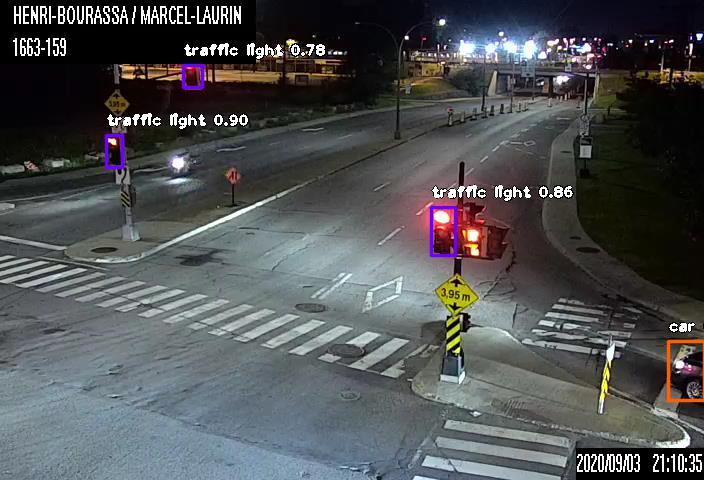 HENRI-BOURASSA / MARCEL-LAURIN
1663-159
traffic light 0.78
traffic light 0.90
traffic light 0.86
3,95 m
car
2020/09/03 21:10:35